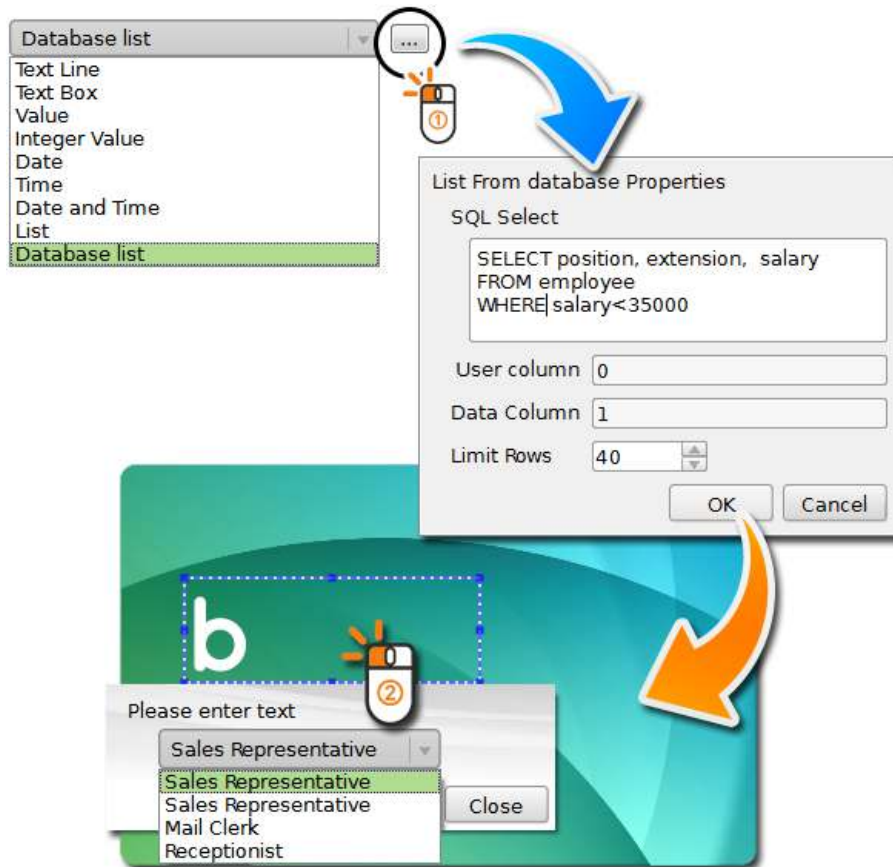 Database list
...
Text Line
Text Box
Value
Integer Value
Date
Time
Date and Time
List
Database list
①
List From database Properties
SQL Select
SELECT position, extension,  salary
FROM employee
WHERE salary<35000
User column 0
Data Column 1
Limit Rows 40
OK Cancel
b
②
Please enter text
Sales Representative
Sales Representative
Sales Representative
Mail Clerk
Receptionist
Close